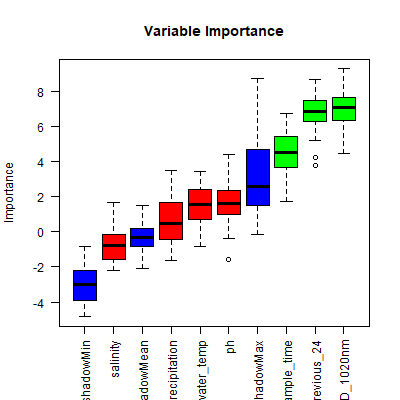 Variable Importance
Importance
8
6
4
2
0
-2
-4
shadowMin
salinity
adowMean
recipitation
vater_temp
ph
hadowMax
ample_time
revious_24
D_1020nm